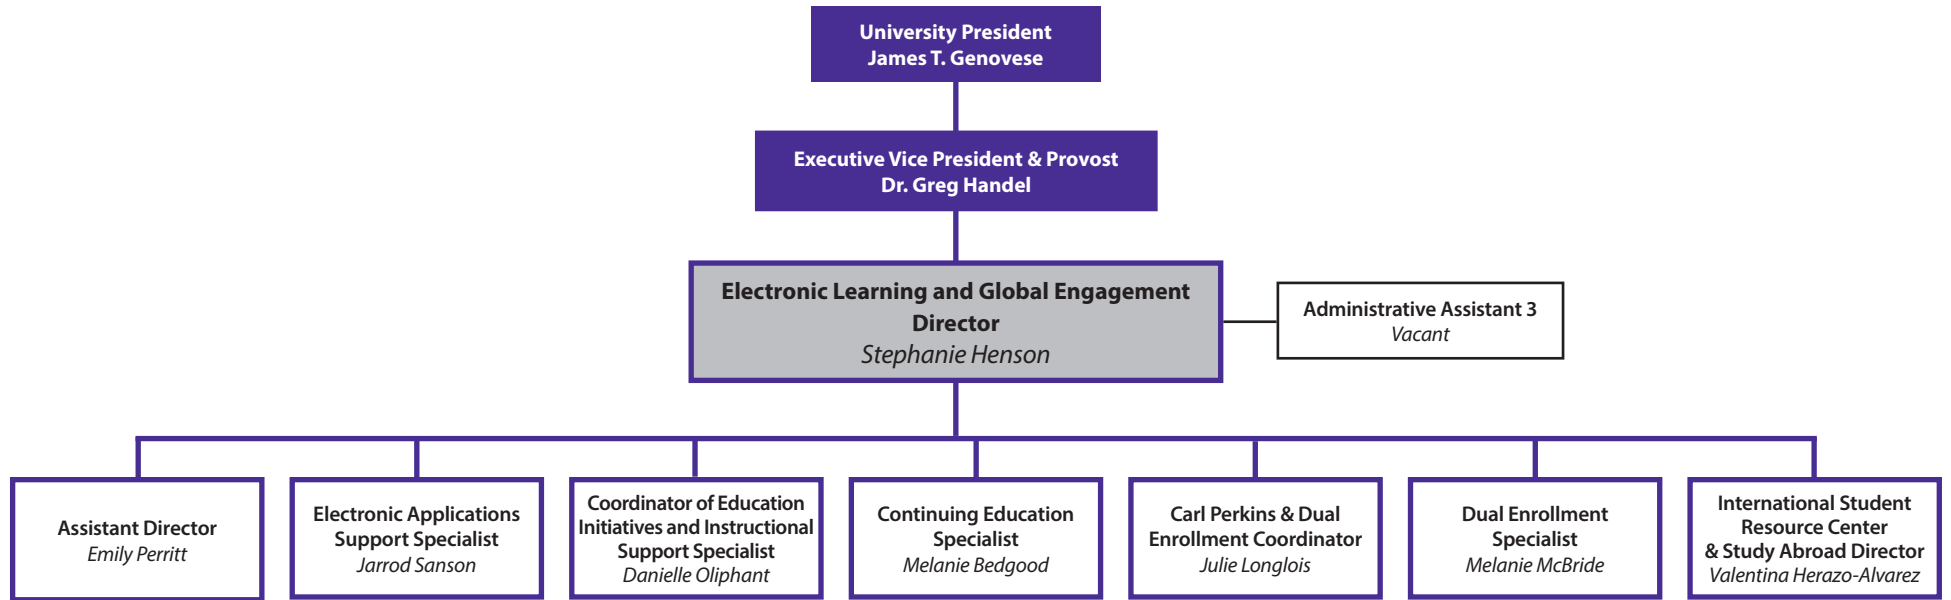 University President
James T. Genovese
Executive Vice President & Provost
Dr. Greg Handel
Electronic Learning and Global Engagement
Director
Stephanie Henson
Administrative Assistant 3
Vacant
Assistant Director
Emily Perritt
Electronic Applications
Support Specialist
Jarrod Sanson
Coordinator of Education
Initiatives and Instructional
Support Specialist
Danielle Oliphant
Continuing Education
Specialist
Melanie Bedgood
Carl Perkins & Dual
Enrollment Coordinator
Julie Longlois
Dual Enrollment
Specialist
Melanie McBride
International Student
Resource Center
& Study Abroad Director
Valentina Herazo-Alvarez